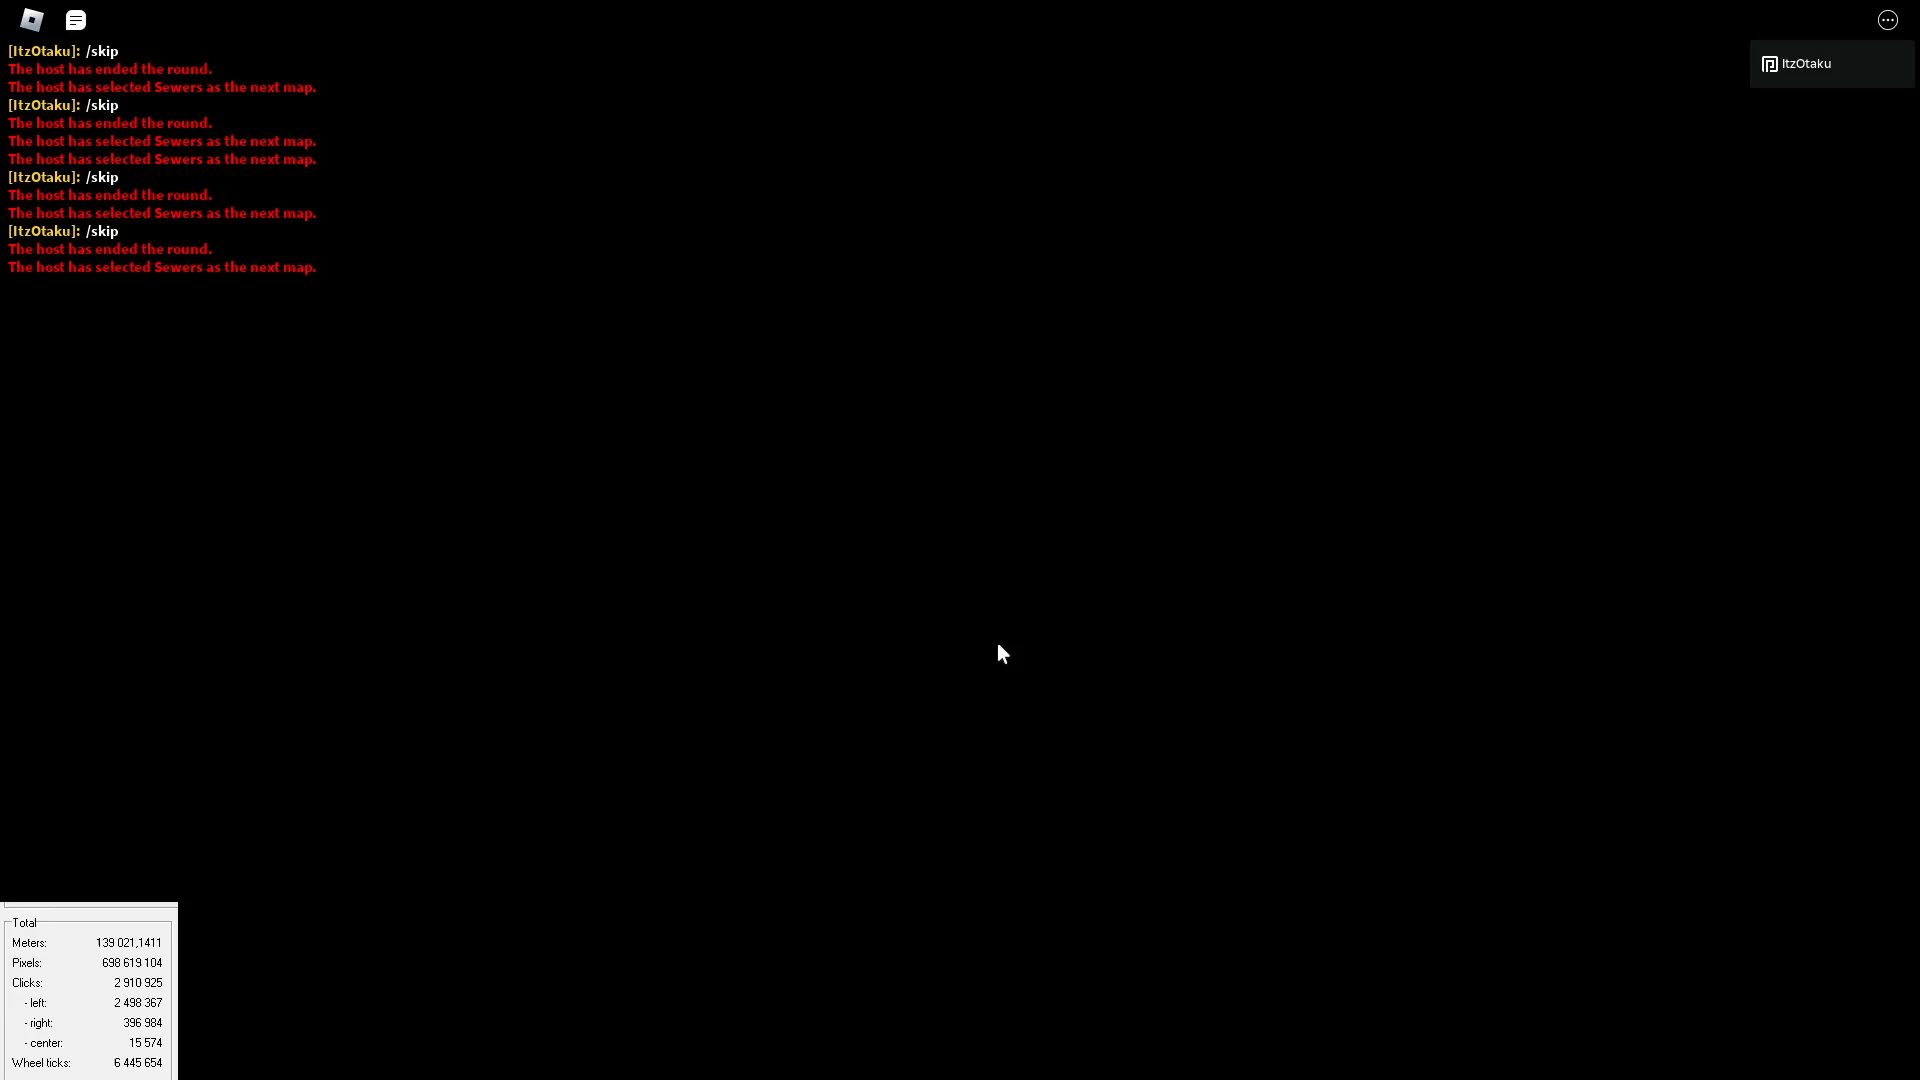 [ItzOtaku]: /skip
The host has ended the round.
The host has selected Sewers as the next map.
[ItzOtaku]: /skip
The host has ended the round.
The host has selected Sewers as the next map.
The host has selected Sewers as the next map.
[ItzOtaku]: /skip
The host has ended the round.
The host has selected Sewers as the next map.
[ItzOtaku]: /skip
The host has ended the round.
The host has selected Sewers as the next map.
ItzOtaku
Total
Meters: 139 021,1411
Pixels: 698 619 104
Clicks: 2 910 925
- left: 2 498 367
- right: 396 984
- center: 15 574
Wheel ticks: 6 445 654